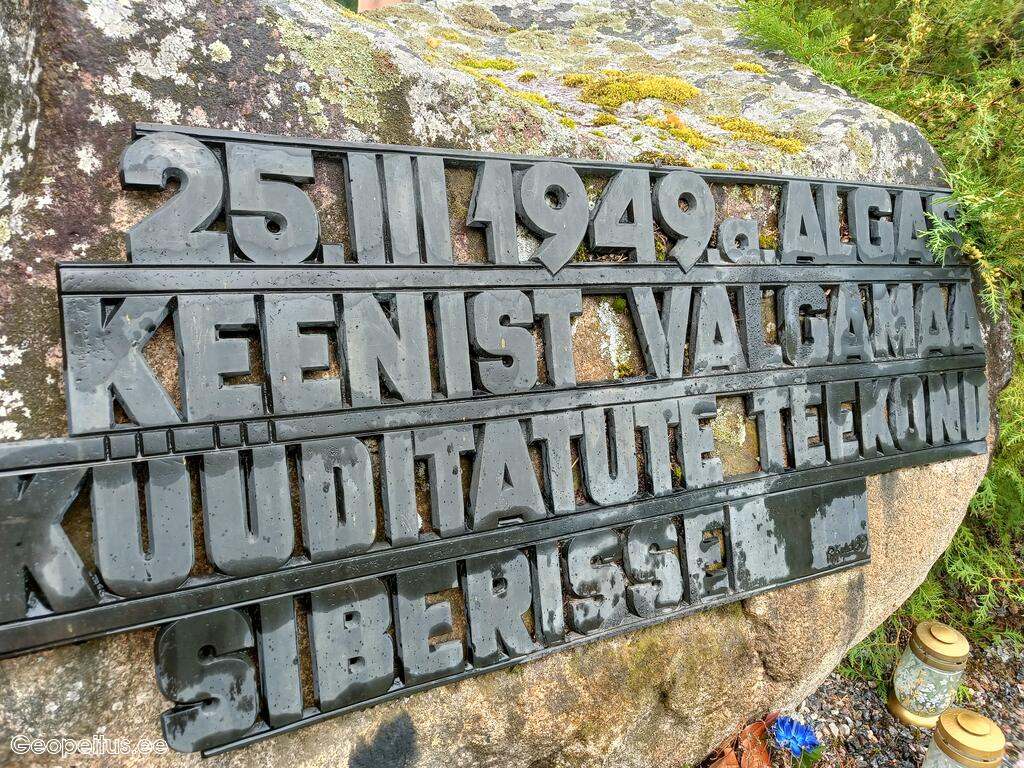 25.III 1949.a. ALGAS
KEENIST VALGAMAA
KÜÜDITATUTE TEEKOND
SIBERISSE
Geopeitus.ee